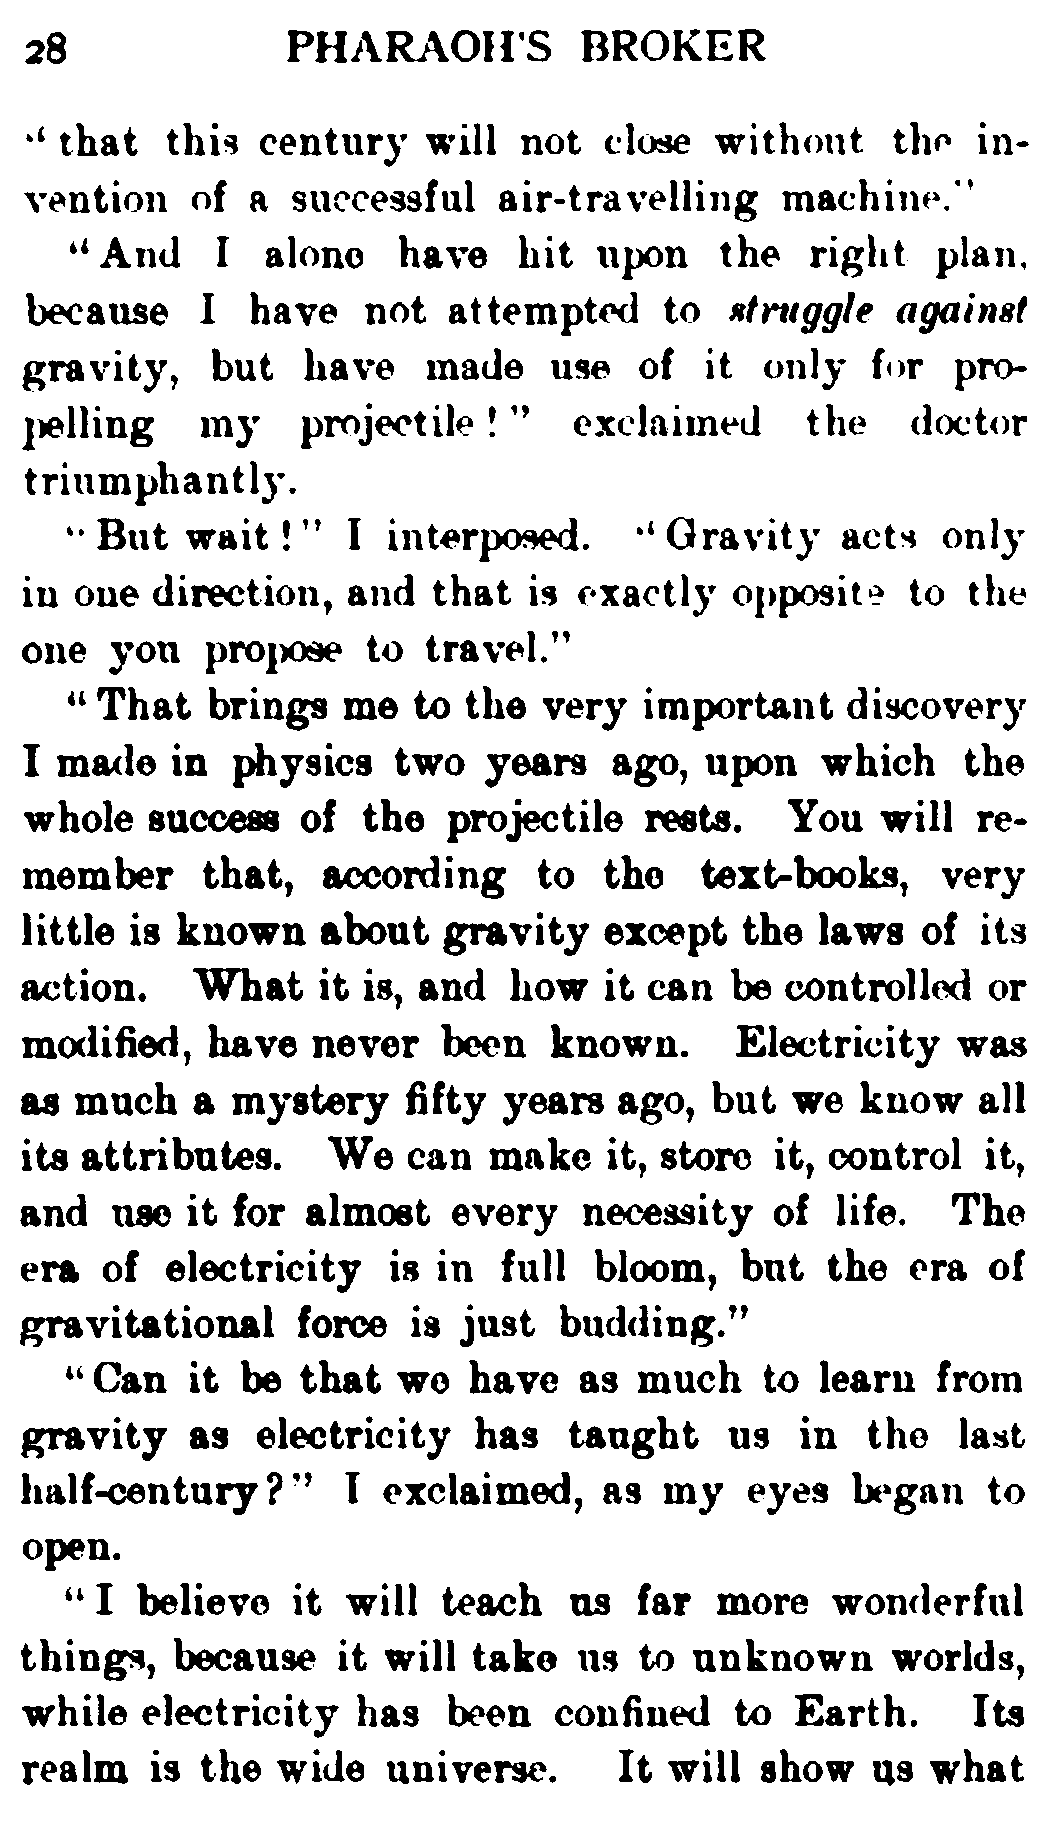 28 PHARAOH'S BROKER
"that this century will not close without the in-
vention of a successful air-travelling machine."
"And I alone have hit upon the right plan,
because I have not attempted to struggle against
gravity, but have made use of it only for pro-
pelling my projectile!" exclaimed the doctor
triumphantly.
"But wait!" I interposed. "Gravity acts only
in one direction, and that is exactly opposite to the
one you propose to travel."
"That brings me to the very important discovery
I made in physics two years ago, upon which the
whole success of the projectile rests. You will re-
member that, according to the text-books, very
little is known about gravity except the laws of its
action. What it is, and how it can be controlled or
modified, have never been known. Electricity was
as much a mystery fifty years ago, but we know all
its attributes. We can make it, store it, control it,
and use it for almost every necessity of life. The
era of electricity is in full bloom, but the era of
gravitational force is just budding."
"Can it be that we have as much to learn from
gravity as electricity has taught us in the last
half-century?" I exclaimed, as my eyes began to
open.
"I believe it will teach us far more wonderful
things, because it will take us to unknown worlds,
while electricity has been confined to Earth. Its
realm is the wide universe. It will show us what